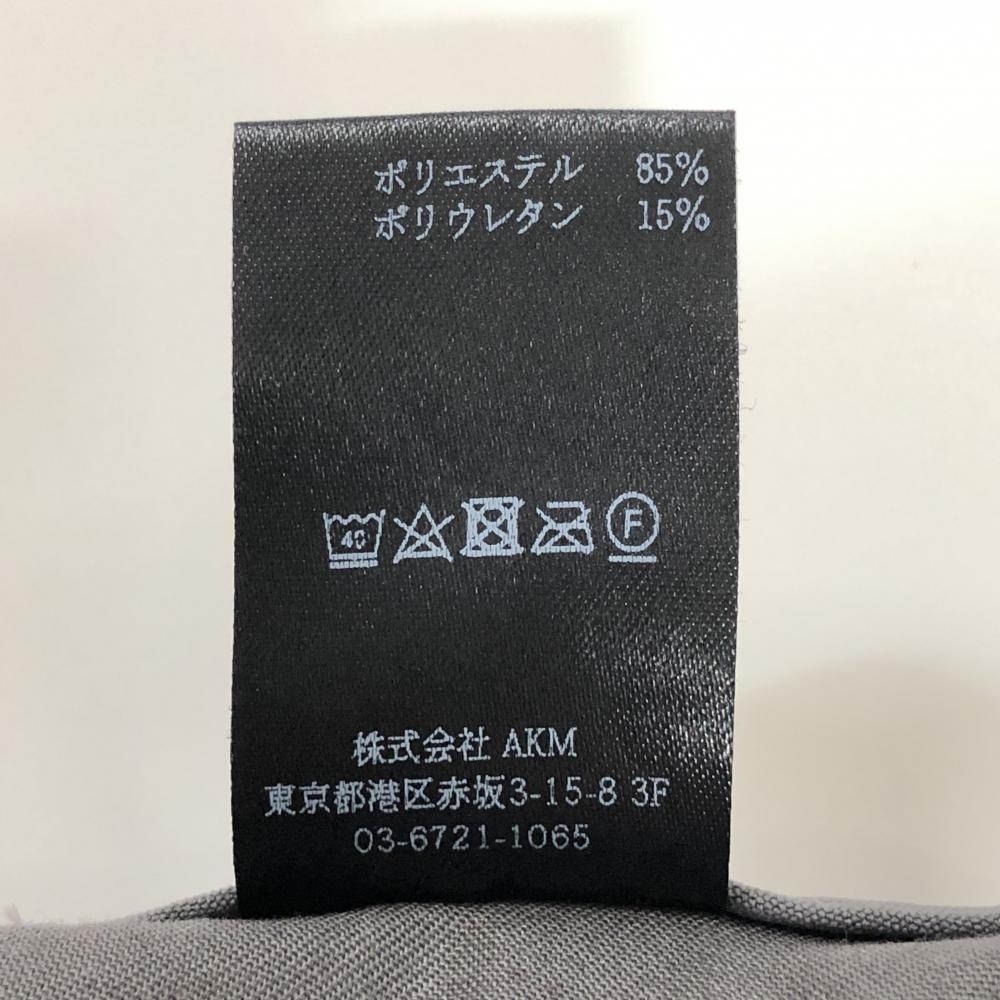 ポリエステル 85%
ポリウレタン 15%
40 F
株式会社 AKM
東京都港区赤坂3-15-8 3F
03-6721-1065